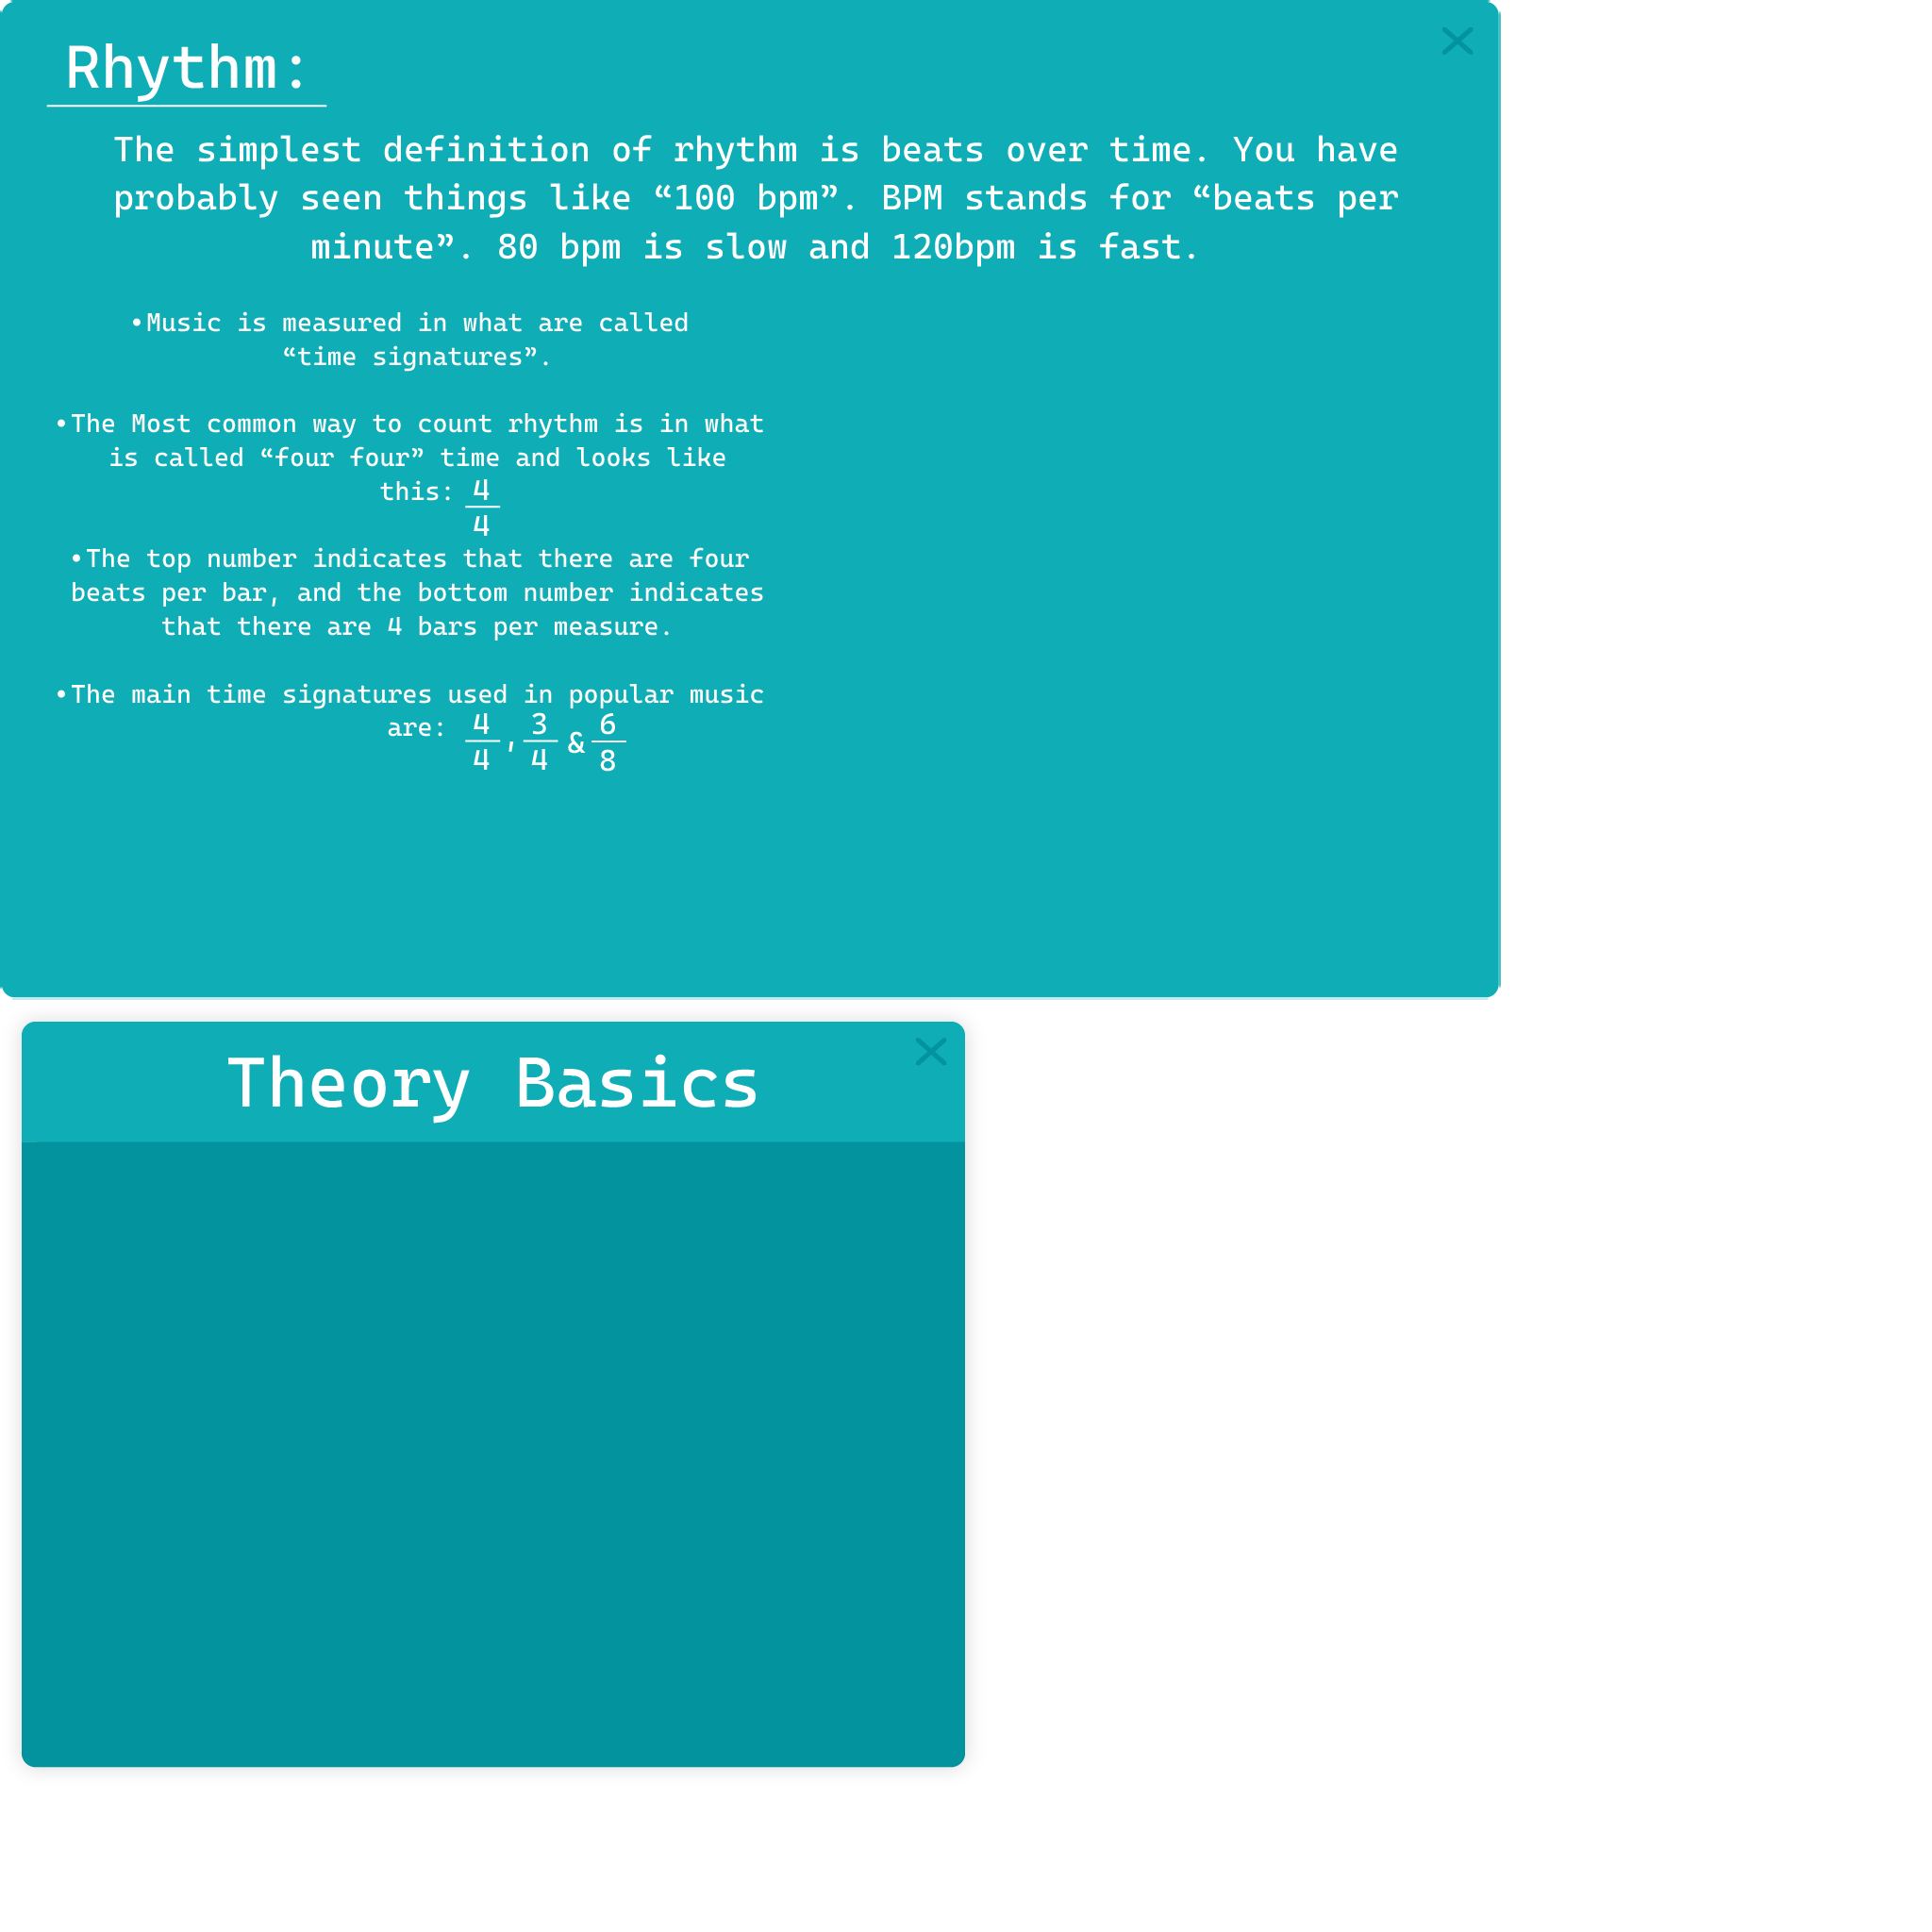 Rhythm:
The simplest definition of rhythm is beats over time. You have
probably seen things like “100 bpm”. BPM stands for “beats per
minute”. 80 bpm is slow and 120bpm is fast.
•Music is measured in what are called
“time signatures”.
•The Most common way to count rhythm is in what
is called “four four” time and looks like
this: 4
4
•The top number indicates that there are four
beats per bar, and the bottom number indicates
that there are 4 bars per measure.
•The main time signatures used in popular music
are: 4 , 3 & 6
4 4 8
Theory Basics